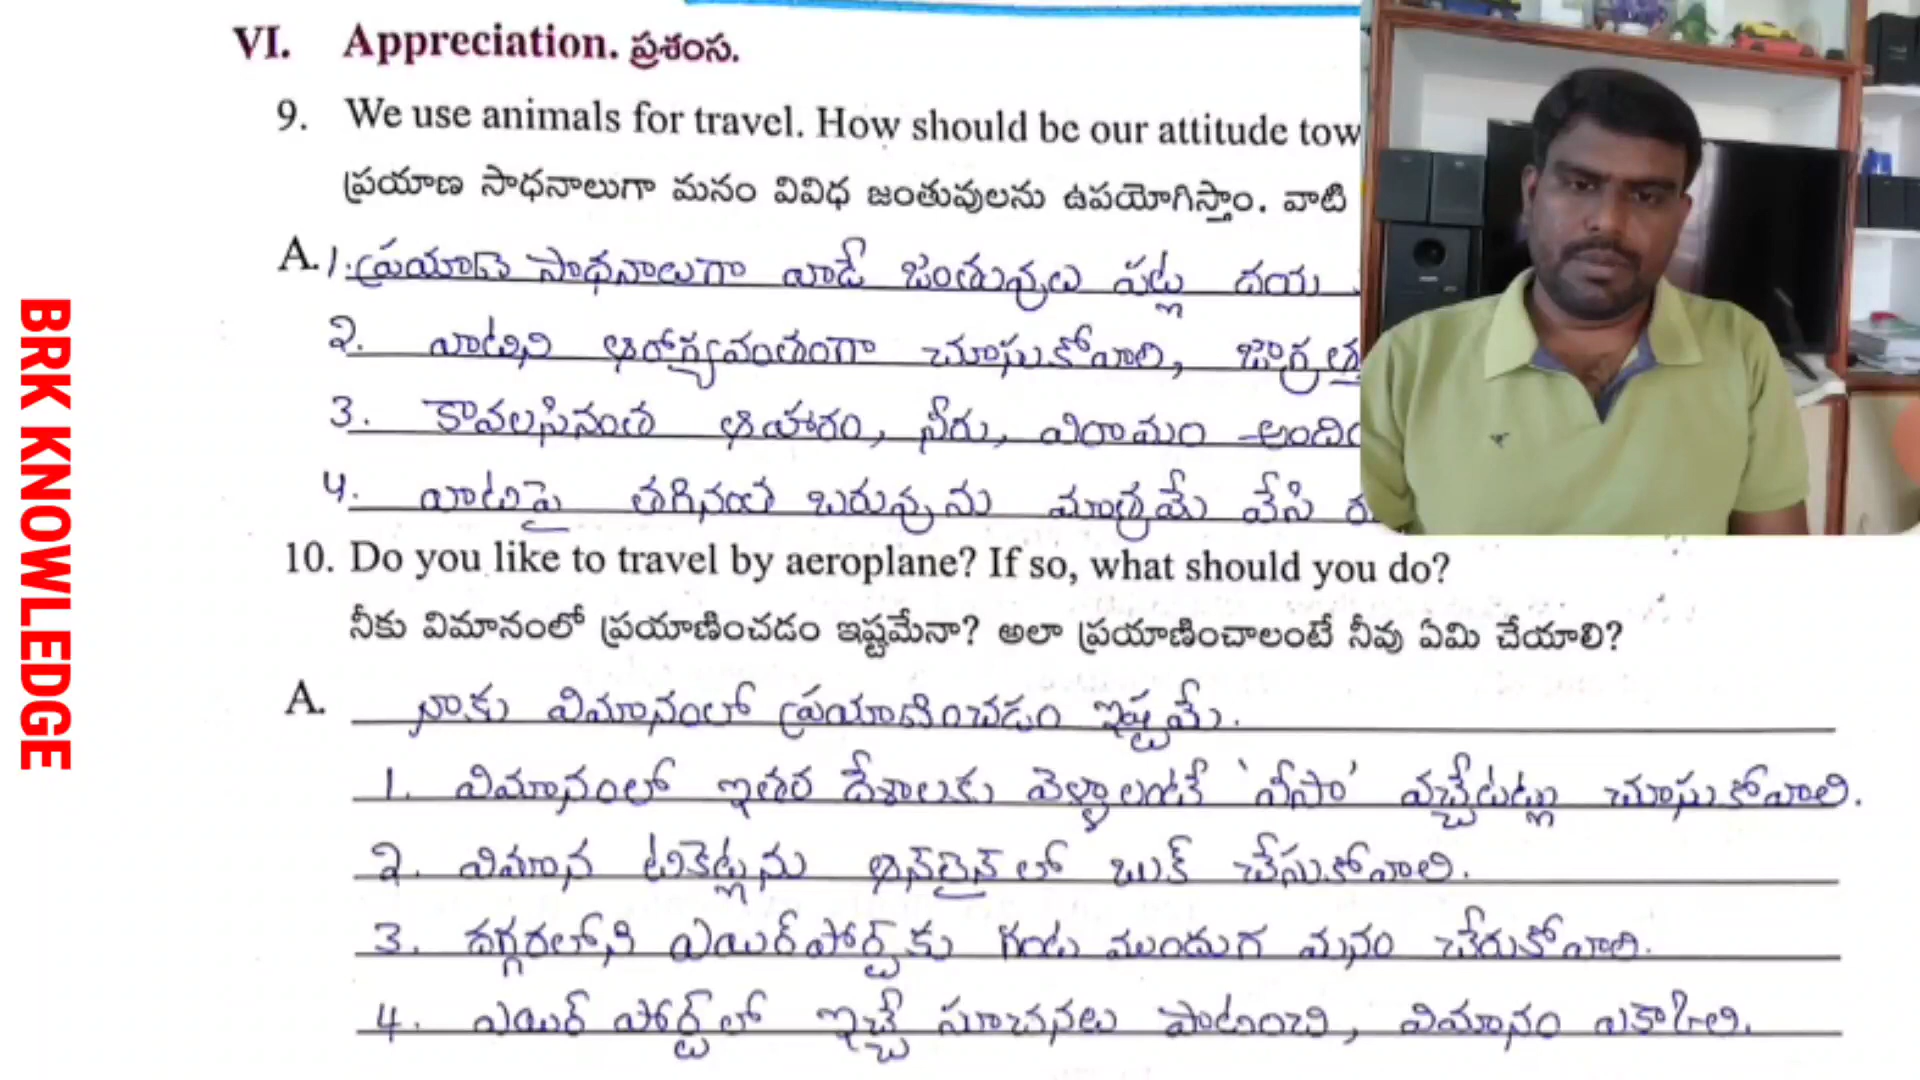 VI. Appreciation. ప్రశంస.
9. We use animals for travel. How should be our attitude tow
ప్రయాణ సాధనాలుగా మనం వివిధ జంతువులను ఉపయోగిస్తాం. వాటి
A. 1. ప్రయాణ సాధనాలుగా వాడే జంతువుల పట్ల దయ
2. వాటిని ఆరోగ్యవంతంగా చూసుకోవాలి, జాగ్రత్త
3. కావలసినంత ఆహారం, నీరు, విరామం అందిం
4. వాటిపై తగినంత బరువును మాత్రమే వేసి
10. Do you like to travel by aeroplane? If so, what should you do?
నీకు విమానంలో ప్రయాణించడం ఇష్టమేనా? అలా ప్రయాణించాలంటే నీవు ఏమి చేయాలి?
A. నాకు విమానంలో ప్రయాణించడం ఇష్టమే.
1. విమానంలో ఇతర దేశాలకు వెళ్ళాలంటే 'వీసా' వచ్చేటట్లు చూసుకోవాలి.
2. విమాన టికెట్లను ఆన్‌లైన్ లో బుక్ చేసుకోవాలి.
3. దగ్గరలోని ఎయిర్‌పోర్ట్‌కు గంట ముందుగ మనం చేరుకోవాలి.
4. ఎయిర్ పోర్ట్‌లో ఇచ్చే సూచనలు పాటించి, విమానం ఎక్కాలి.
BRK KNOWLEDGE